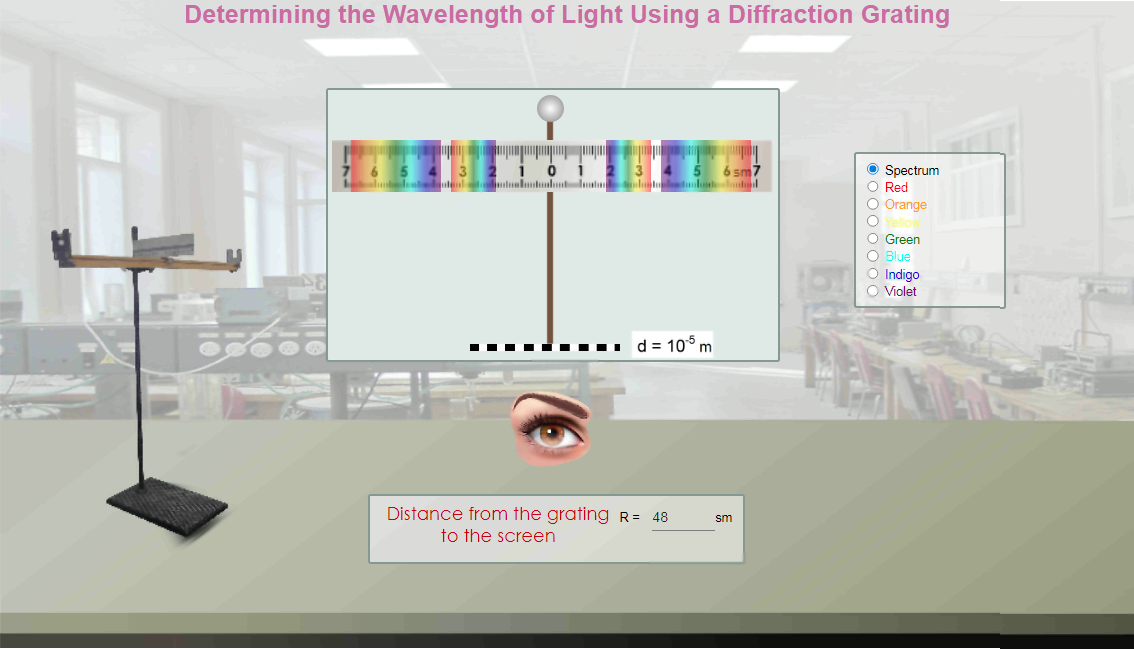 Determining the Wavelength of Light Using a Diffraction Grating
7 6 5 4 3 2 1 0 1 2 3 4 5 6 sm 7
Spectrum
Red
Orange
Yellow
Green
Blue
Indigo
Violet
d = 10⁻⁵ m
Distance from the grating
to the screen
R = 48 sm